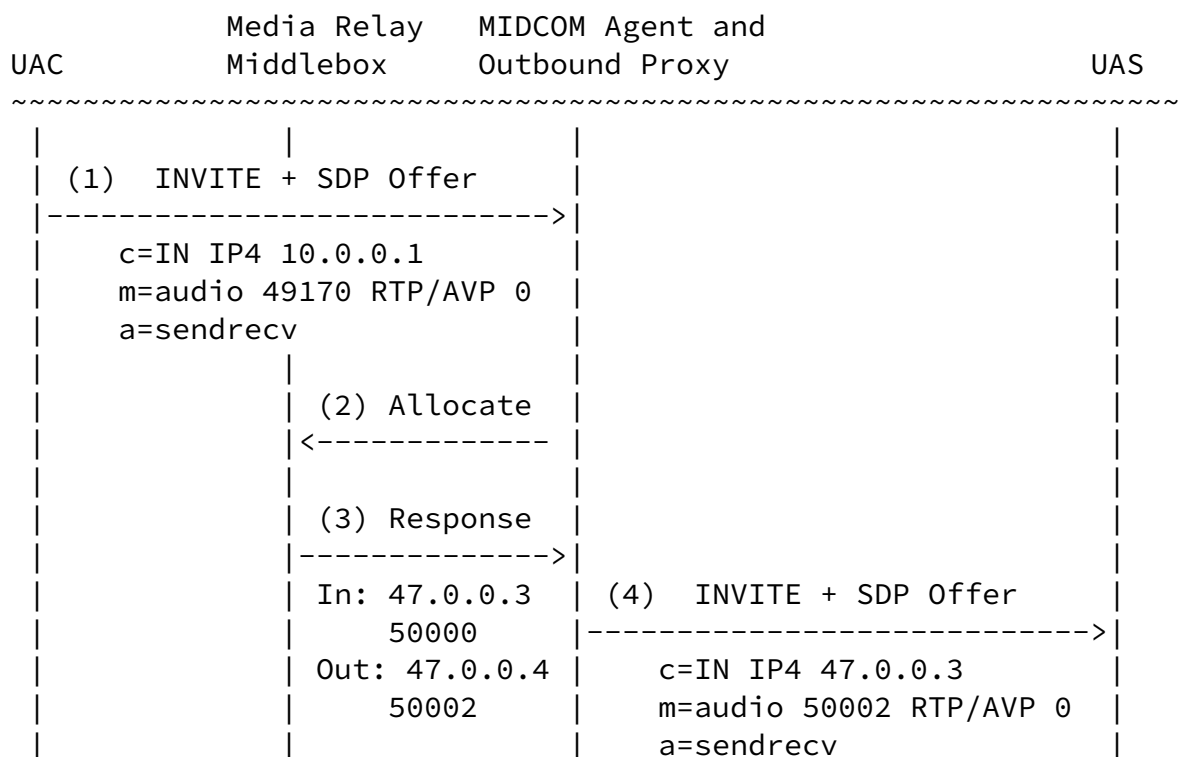 Media Relay   MIDCOM Agent and
UAC         Middlebox     Outbound Proxy                    UAS
~~~~~~~~~~~~~~~~~~~~~~~~~~~~~~~~~~~~~~~~~~~~~~~~~~~~~~~~~~~~~~~~~
(1)  INVITE + SDP Offer
c=IN IP4 10.0.0.1
m=audio 49170 RTP/AVP 0
a=sendrecv
(2) Allocate
(3) Response
In: 47.0.0.3   (4)  INVITE + SDP Offer
50000
Out: 47.0.0.4   c=IN IP4 47.0.0.3
50002   m=audio 50002 RTP/AVP 0
a=sendrecv